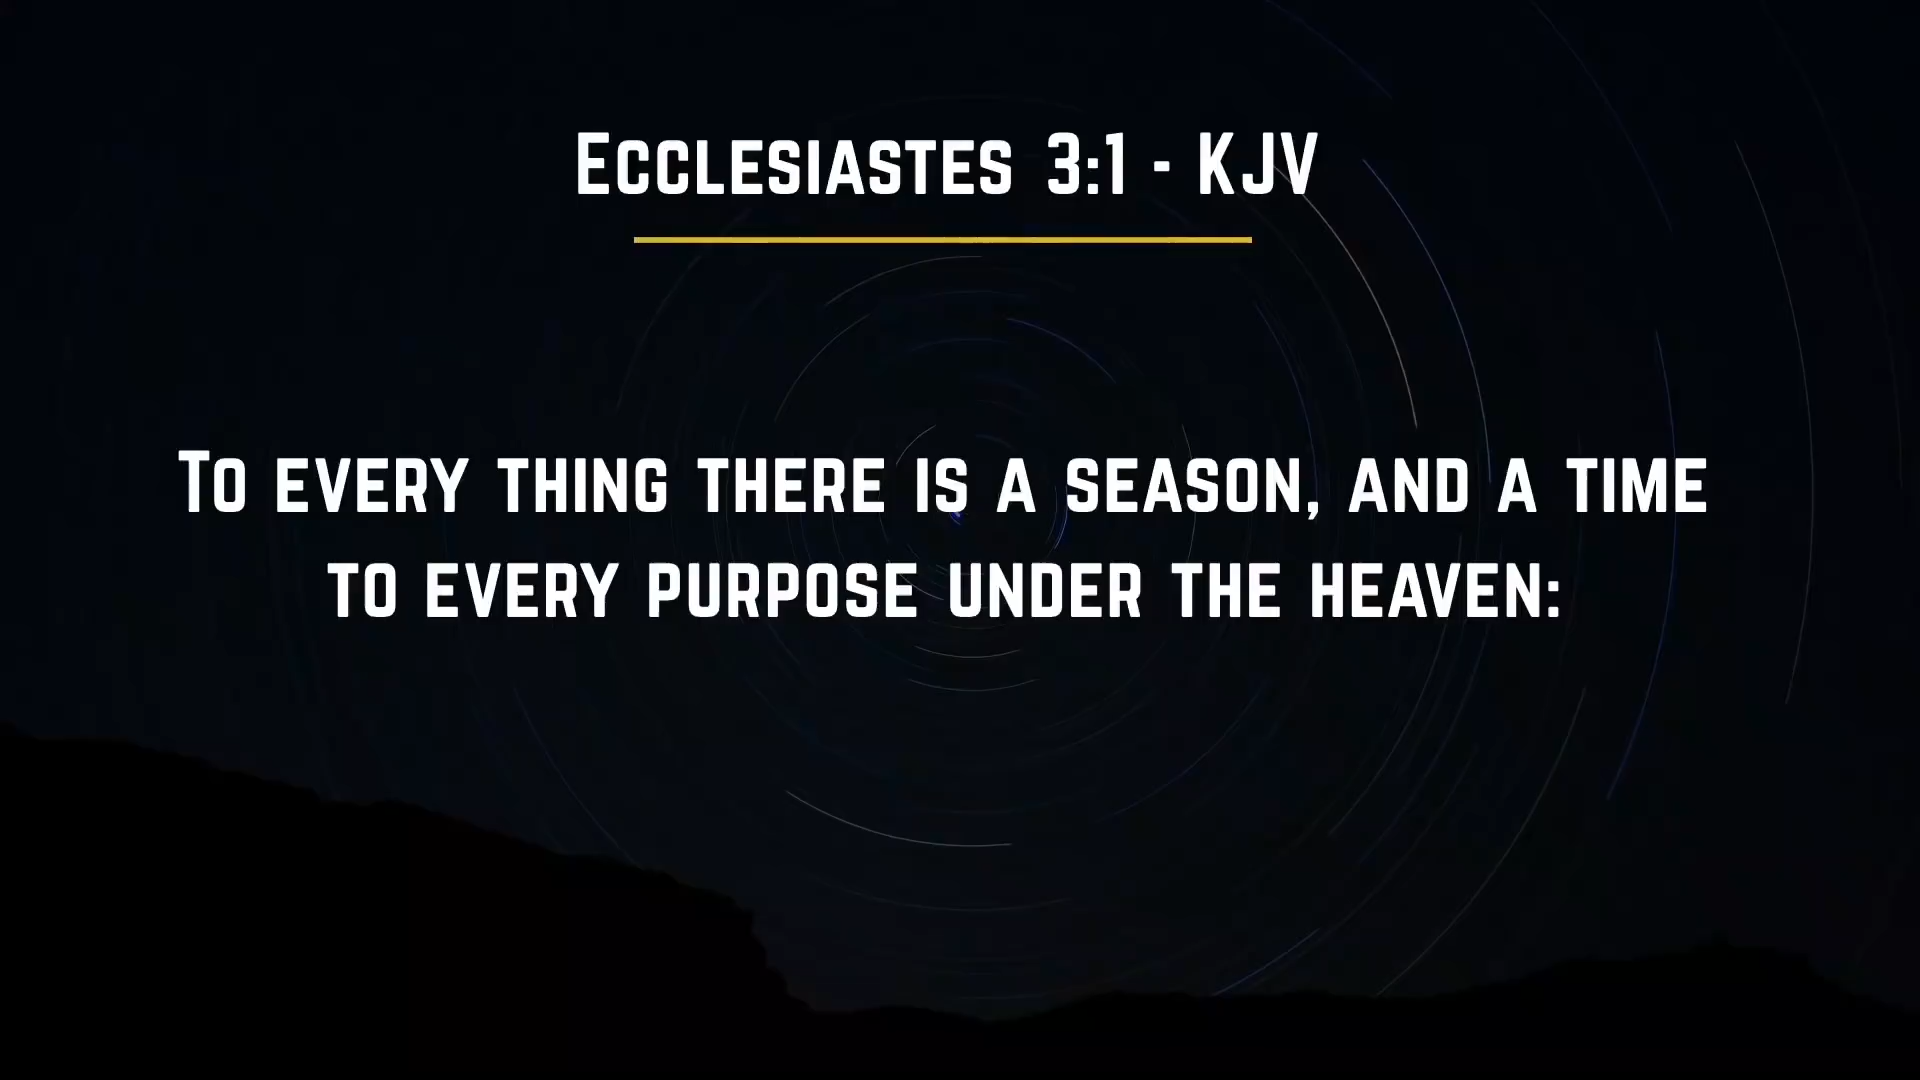 Ecclesiastes 3:1 - KJV
To every thing there is a season, and a time
to every purpose under the heaven: